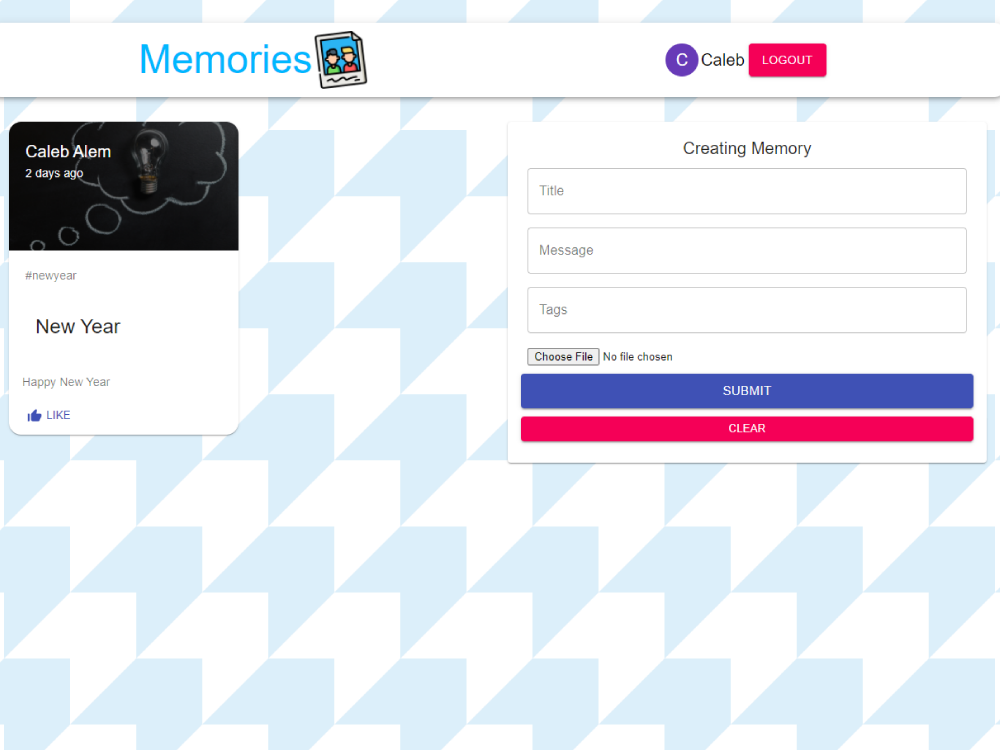 Memories
C Caleb LOGOUT
Caleb Alem
2 days ago
#newyear
New Year
Happy New Year
LIKE
Creating Memory
Title
Message
Tags
Choose File No file chosen
SUBMIT
CLEAR